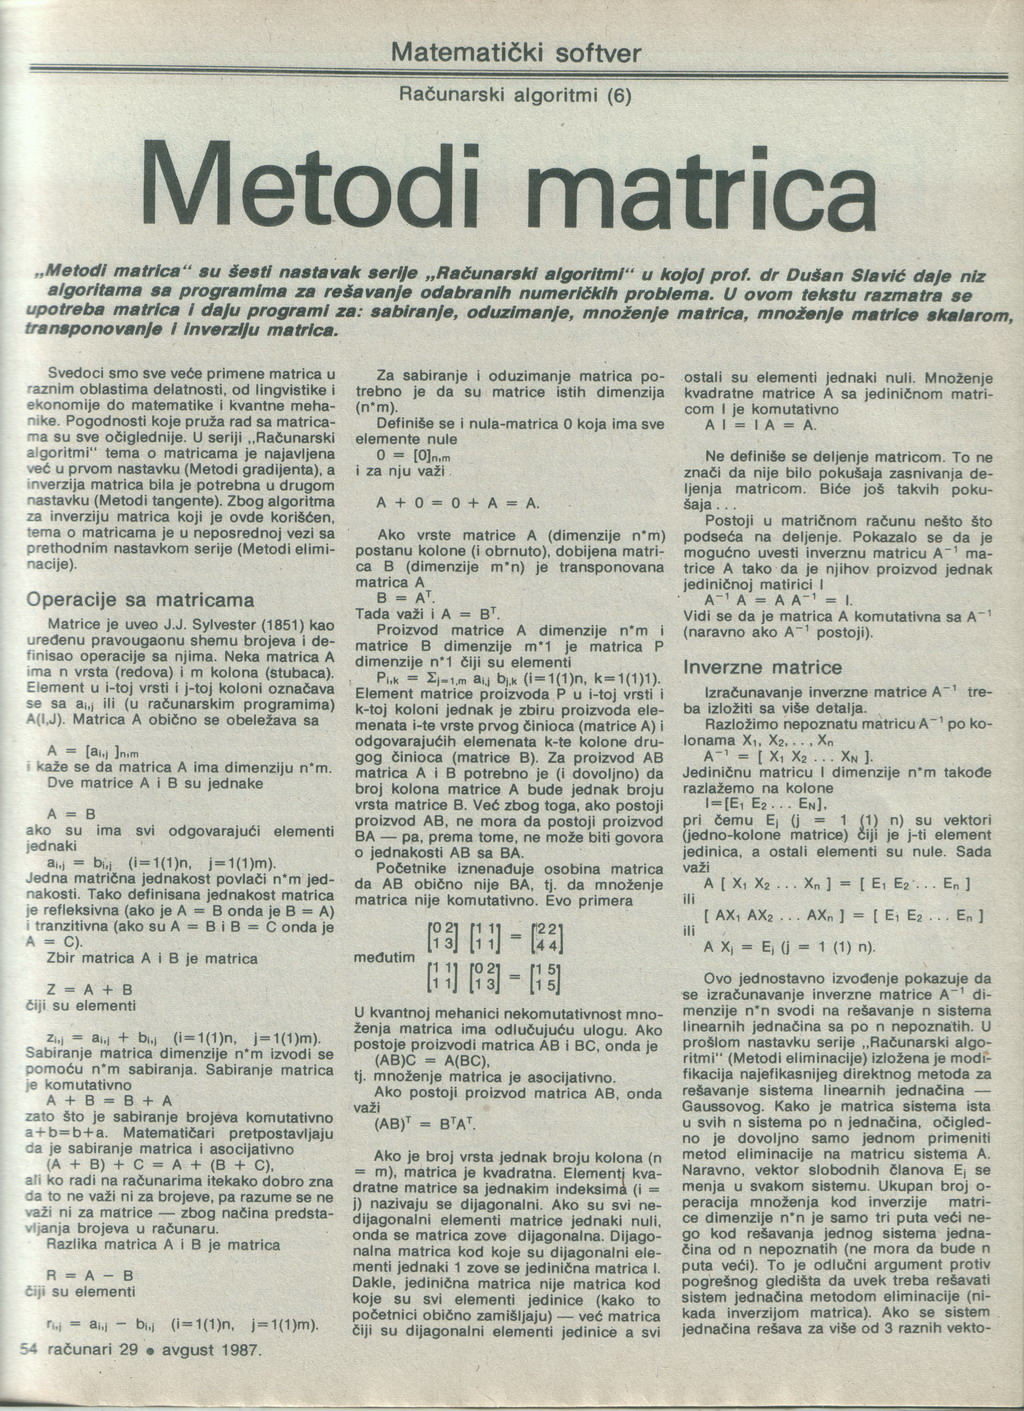 Matematički softver
Računarski algoritmi (6)
Metodi matrica
„Metodi matrica“ su šesti nastavak serije „Računarski algoritmi“ u kojoj prof. dr Dušan Slavić daje niz
algoritama sa programima za rešavanje odabranih numeričkih problema. U ovom tekstu razmatra se
upotreba matrica i daju programi za: sabiranje, oduzimanje, množenje matrica, množenje matrice skalarom,
transponovanje i inverziju matrica.
Svedoci smo sve veće primene matrica u
raznim oblastima delatnosti, od lingvistike i
ekonomije do matematike i kvantne meha-
nike. Pogodnosti koje pruža rad sa matrica-
ma su sve očiglednije. U seriji „Računarski
algoritmi“ tema o matricama je najavljena
već u prvom nastavku (Metodi gradijenta), a
inverzija matrica bila je potrebna u drugom
nastavku (Metodi tangente). Zbog algoritma
za inverziju matrica koji je ovde korišćen,
tema o matricama je u neposrednoj vezi sa
prethodnim nastavkom serije (Metodi elimi-
nacije).
Operacije sa matricama
Matrice je uveo J.J. Sylvester (1851) kao
uređenu pravougaonu shemu brojeva i de-
finisao operacije sa njima. Neka matrica A
ima n vrsta (redova) i m kolona (stubaca).
Element u i-toj vrsti i j-toj koloni označava
se sa ai,j ili (u računarskim programima)
A(I,J). Matrica A obično se obeležava sa
A = [ai,j ]n,m
i kaže se da matrica A ima dimenziju n*m.
Dve matrice A i B su jednake
A = B
ako su ima svi odgovarajući elementi
jednaki
ai,j = bi,j (i=1(1)n, j=1(1)m).
Jedna matrična jednakost povlači n*m jed-
nakosti. Tako definisana jednakost matrica
je refleksivna (ako je A = B onda je B = A)
i tranzitivna (ako su A = B i B = C onda je
A = C).
Zbir matrica A i B je matrica
Z = A + B
čiji su elementi
zi,j = ai,j + bi,j (i=1(1)n, j=1(1)m).
Sabiranje matrica dimenzije n*m izvodi se
pomoću n*m sabiranja. Sabiranje matrica
je komutativno
A + B = B + A
zato što je sabiranje brojeva komutativno
a+b=b+a. Matematičari pretpostavljaju
da je sabiranje matrica i asocijativno
(A + B) + C = A + (B + C),
ali ko radi na računarima itekako dobro zna
da to ne važi ni za brojeve, pa razume se ne
važi ni za matrice — zbog načina predsta-
vljanja brojeva u računaru.
Razlika matrica A i B je matrica
R = A − B
čiji su elementi
ri,j = ai,j − bi,j (i=1(1)n, j=1(1)m).
Za sabiranje i oduzimanje matrica po-
trebno je da su matrice istih dimenzija
(n*m).
Definiše se i nula-matrica 0 koja ima sve
elemente nule
0 = [0]n,m
i za nju važi
A + 0 = 0 + A = A.
Ako vrste matrice A (dimenzije n*m)
postanu kolone (i obrnuto), dobijena matri-
ca B (dimenzije m*n) je transponovana
matrica A
B = Aᵀ.
Tada važi i A = Bᵀ.
Proizvod matrice A dimenzije n*m i
matrice B dimenzije m*1 je matrica P
dimenzije n*1 čiji su elementi
Pi,k = Σj=1,m ai,j bj,k (i=1(1)n, k=1(1)1).
Element matrice proizvoda P u i-toj vrsti i
k-toj koloni jednak je zbiru proizvoda ele-
menata i-te vrste prvog činioca (matrice A) i
odgovarajućih elemenata k-te kolone dru-
gog činioca (matrice B). Za proizvod AB
matrica A i B potrebno je (i dovoljno) da
broj kolona matrice A bude jednak broju
vrsta matrice B. Već zbog toga, ako postoji
proizvod AB, ne mora da postoji proizvod
BA — pa, prema tome, ne može biti govora
o jednakosti AB sa BA.
Početnike iznenađuje osobina matrica
da AB obično nije BA, tj. da množenje
matrica nije komutativno. Evo primera
[0 2] [1 1] = [2 2]
[1 3] [1 1] [4 4]
međutim
[1 1] [0 2] = [1 5]
[1 1] [1 3] [1 5]
U kvantnoj mehanici nekomutativnost mno-
ženja matrica ima odlučujuću ulogu. Ako
postoje proizvodi matrica AB i BC, onda je
(AB)C = A(BC),
tj. množenje matrica je asocijativno.
Ako postoji proizvod matrica AB, onda
važi
(AB)ᵀ = BᵀAᵀ.
Ako je broj vrsta jednak broju kolona (n
= m), matrica je kvadratna. Elementi kva-
dratne matrice sa jednakim indeksima (i =
j) nazivaju se dijagonalni. Ako su svi ne-
dijagonalni elementi matrice jednaki nuli,
onda se matrica zove dijagonalna. Dijago-
nalna matrica kod koje su dijagonalni ele-
menti jednaki 1 zove se jedinična matrica I.
Dakle, jedinična matrica nije matrica kod
koje su svi elementi jedinice (kako to
početnici obično zamišljaju) — već matrica
čiji su dijagonalni elementi jedinice a svi
ostali su elementi jednaki nuli. Množenje
kvadratne matrice A sa jediničnom matri-
com I je komutativno
A I = I A = A.
Ne definiše se deljenje matricom. To ne
znači da nije bilo pokušaja zasnivanja de-
ljenja matricom. Biće još takvih poku-
šaja . . .
Postoji u matričnom računu nešto što
podseća na deljenje. Pokazalo se da je
mogućno uvesti inverznu matricu A⁻¹ ma-
trice A tako da je njihov proizvod jednak
jediničnoj matirici I
A⁻¹ A = A A⁻¹ = I.
Vidi se da je matrica A komutativna sa A⁻¹
(naravno ako A⁻¹ postoji).
Inverzne matrice
Izračunavanje inverzne matrice A⁻¹ tre-
ba izložiti sa više detalja.
Razložimo nepoznatu matricu A⁻¹ po ko-
lonama X₁, X₂, . . , Xn
A⁻¹ = [ X₁ X₂ . . . XN ].
Jediničnu matricu I dimenzije n*m takođe
razlažemo na kolone
I=[E₁ E₂ . . . EN],
pri čemu Ej (j = 1 (1) n) su vektori
(jedno-kolone matrice) čiji je j-ti element
jedinica, a ostali elementi su nule. Sada
važi
A [ X₁ X₂ . . . Xn ] = [ E₁ E₂ . . . En ]
ili
[ AX₁ AX₂ . . . AXn ] = [ E₁ E₂ . . . En ]
ili
A Xj = Ej (j = 1 (1) n).
Ovo jednostavno izvođenje pokazuje da
se izračunavanje inverzne matrice A⁻¹ di-
menzije n*n svodi na rešavanje n sistema
linearnih jednačina sa po n nepoznatih. U
prošlom nastavku serije „Računarski algo-
ritmi“ (Metodi eliminacije) izložena je modi-
fikacija najefikasnijeg direktnog metoda za
rešavanje sistema linearnih jednačina —
Gaussovog. Kako je matrica sistema ista
u svih n sistema po n jednačina, očigled-
no je dovoljno samo jednom primeniti
metod eliminacije na matricu sistema A.
Naravno, vektor slobodnih članova Ej se
menja u svakom sistemu. Ukupan broj o-
peracija množenja kod inverzije matri-
ce dimenzije n*n je samo tri puta veći ne-
go kod rešavanja jednog sistema jedna-
čina od n nepoznatih (ne mora da bude n
puta veći). To je odlučni argument protiv
pogrešnog gledišta da uvek treba rešavati
sistem jednačina metodom eliminacije (ni-
kada inverzijom matrica). Ako se sistem
jednačina rešava za više od 3 raznih vekto-
54 računari 29 • avgust 1987.